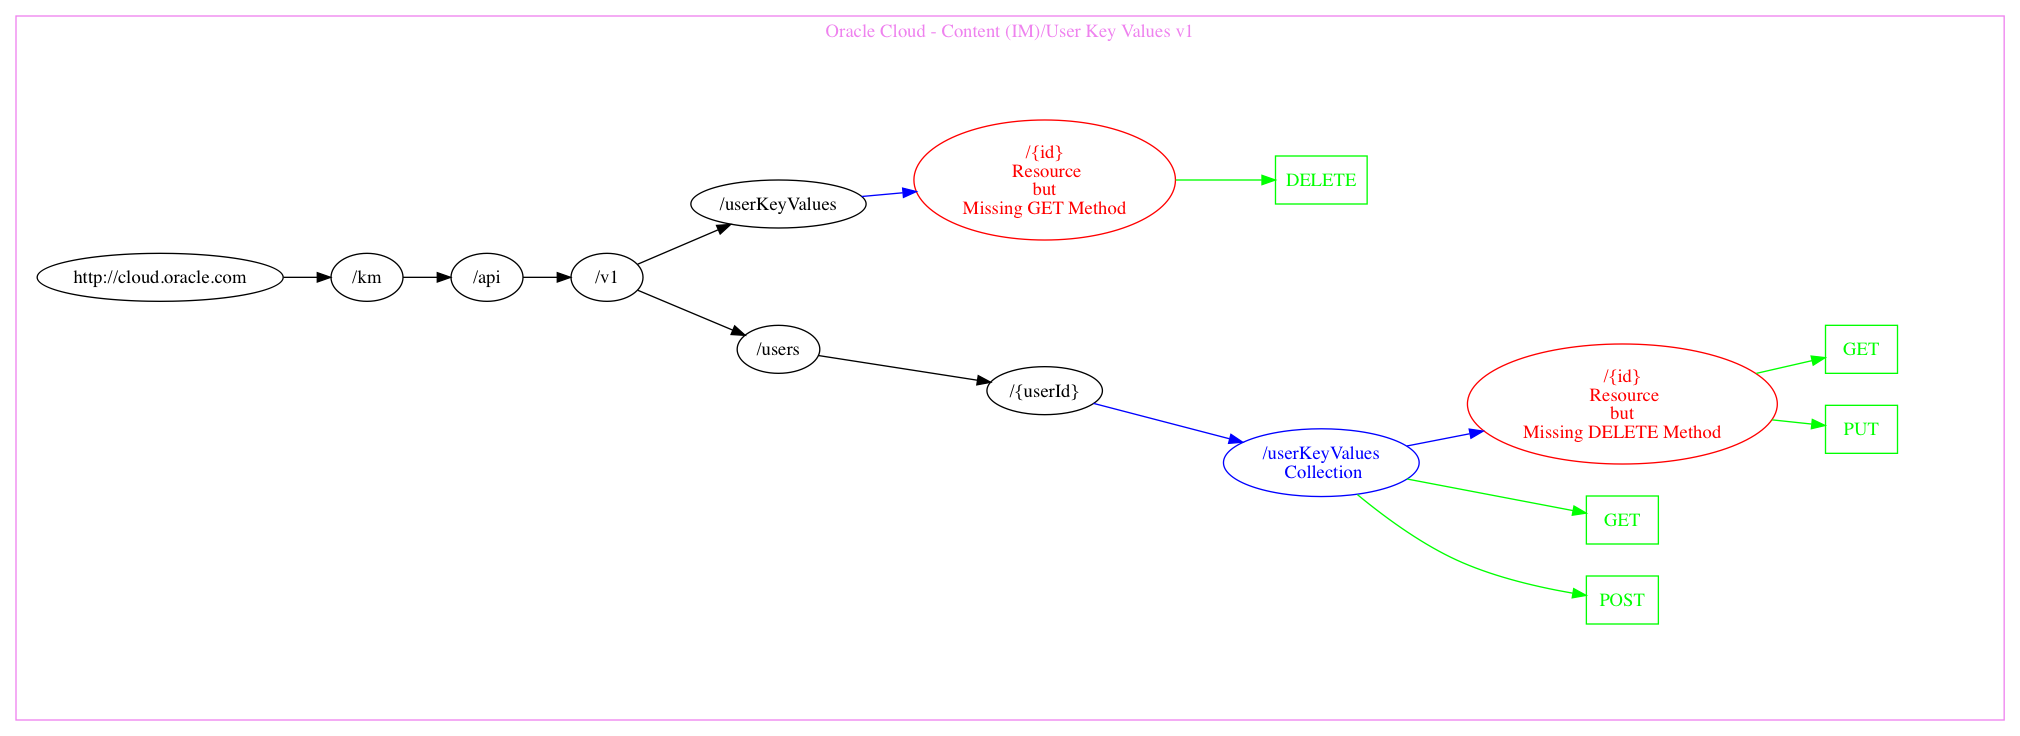 Oracle Cloud - Content (IM)/User Key Values v1
http://cloud.oracle.com
/km
/api
/v1
/userKeyValues
/{id}
Resource
but
Missing GET Method
DELETE
/users
/{userId}
/userKeyValues
Collection
/{id}
Resource
but
Missing DELETE Method
GET
PUT
GET
POST